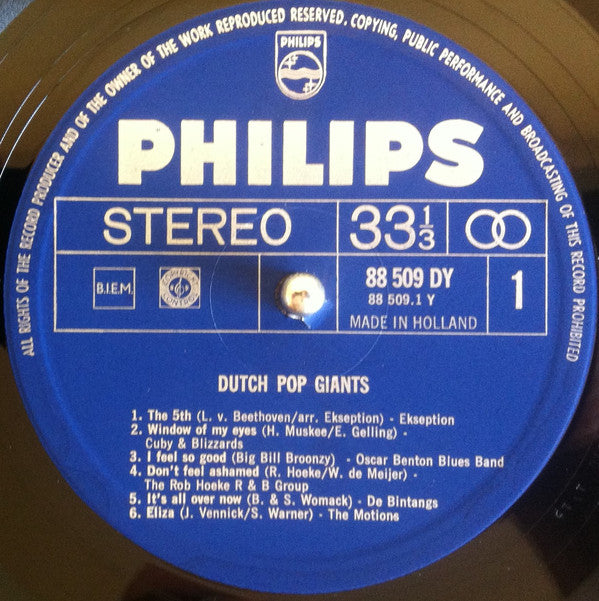 ALL RIGHTS OF THE RECORD PRODUCER AND OF THE OWNER OF THE WORK REPRODUCED RESERVED. COPYING, PUBLIC PERFORMANCE AND BROADCASTING OF THIS RECORD PROHIBITED
PHILIPS
PHILIPS
STEREO
33 1/3
B.I.E.M.
88 509 DY
88 509.1 Y
MADE IN HOLLAND
1
DUTCH POP GIANTS
1. The 5th (L. v. Beethoven/arr. Ekseption) - Ekseption
2. Window of my eyes (H. Muskee/E. Gelling) -
Cuby & Blizzards
3. I feel so good (Big Bill Broonzy) - Oscar Benton Blues Band
4. Don't feel ashamed (R. Hoeke/W. de Meijer) -
The Rob Hoeke R & B Group
5. It's all over now (B. & S. Womack) - De Bintangs
6. Eliza (J. Vennick/S. Warner) - The Motions